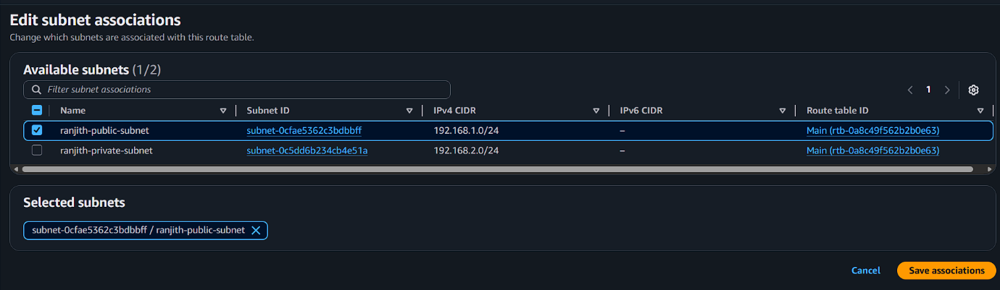 Edit subnet associations
Change which subnets are associated with this route table.
Available subnets (1/2)
Filter subnet associations
1
Name Subnet ID IPv4 CIDR IPv6 CIDR Route table ID
ranjith-public-subnet subnet-0cfae5362c3bdbbff 192.168.1.0/24 – Main (rtb-0a8c49f562b2b0e63)
ranjith-private-subnet subnet-0c5dd6b234cb4e51a 192.168.2.0/24 – Main (rtb-0a8c49f562b2b0e63)
Selected subnets
subnet-0cfae5362c3bdbbff / ranjith-public-subnet
Cancel Save associations